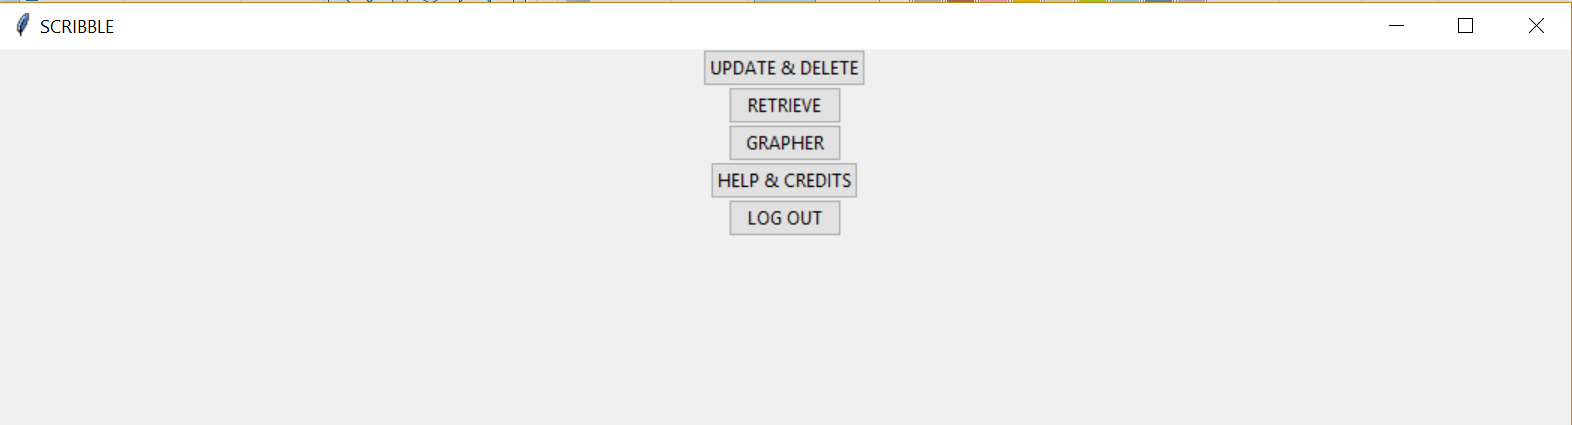 SCRIBBLE
UPDATE & DELETE
RETRIEVE
GRAPHER
HELP & CREDITS
LOG OUT